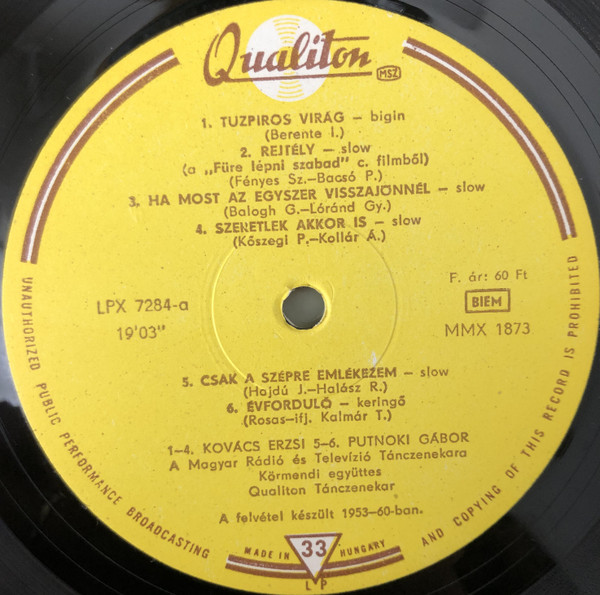 Qualiton
MSZ
1. TUZPIROS VIRÁG – bigin
(Berente I.)
2. REJTÉLY – slow
(a „Füre lépni szabad" c. filmből)
(Fényes Sz.–Bacsó P.)
3. HA MOST AZ EGYSZER VISSZAJÖNNÉL – slow
(Balogh G.–Lóránd Gy.)
4. SZERETLEK AKKOR IS – slow
(Kőszegi P.–Kollár Á.)
LPX 7284-a
19'03"
F. ár: 60 Ft
BIEM
MMX 1873
5. CSAK A SZÉPRE EMLÉKEZEM – slow
(Hajdú J.–Halász R.)
6. ÉVFORDULÓ – keringő
(Rosas–ifj. Kalmár T.)
1–4. KOVÁCS ERZSI 5–6. PUTNOKI GÁBOR
A Magyar Rádió és Televízió Tánczenekara
Körmendi együttes
Qualiton Tánczenekar
A felvétel készült 1953–60-ban.
MADE IN 33 HUNGARY
LP
UNAUTHORIZED PUBLIC PERFORMANCE BROADCASTING AND COPYING OF THIS RECORD IS PROHIBITED